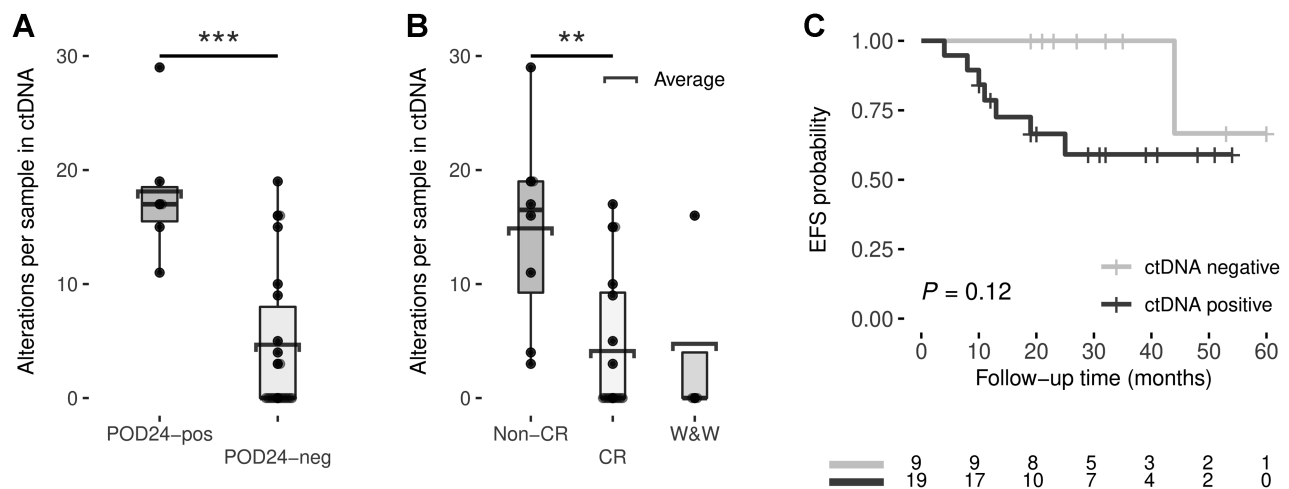 A
***
30
20
10
0
Alterations per sample in ctDNA
POD24−pos
POD24−neg
B
**
Average
30
20
10
0
Alterations per sample in ctDNA
Non−CR
CR
W&W
C
1.00
0.75
0.50
0.25
0.00
EFS probability
ctDNA negative
ctDNA positive
P = 0.12
0 10 20 30 40 50 60
Follow−up time (months)
9 9 8 5 3 2 1
19 17 10 7 4 2 0